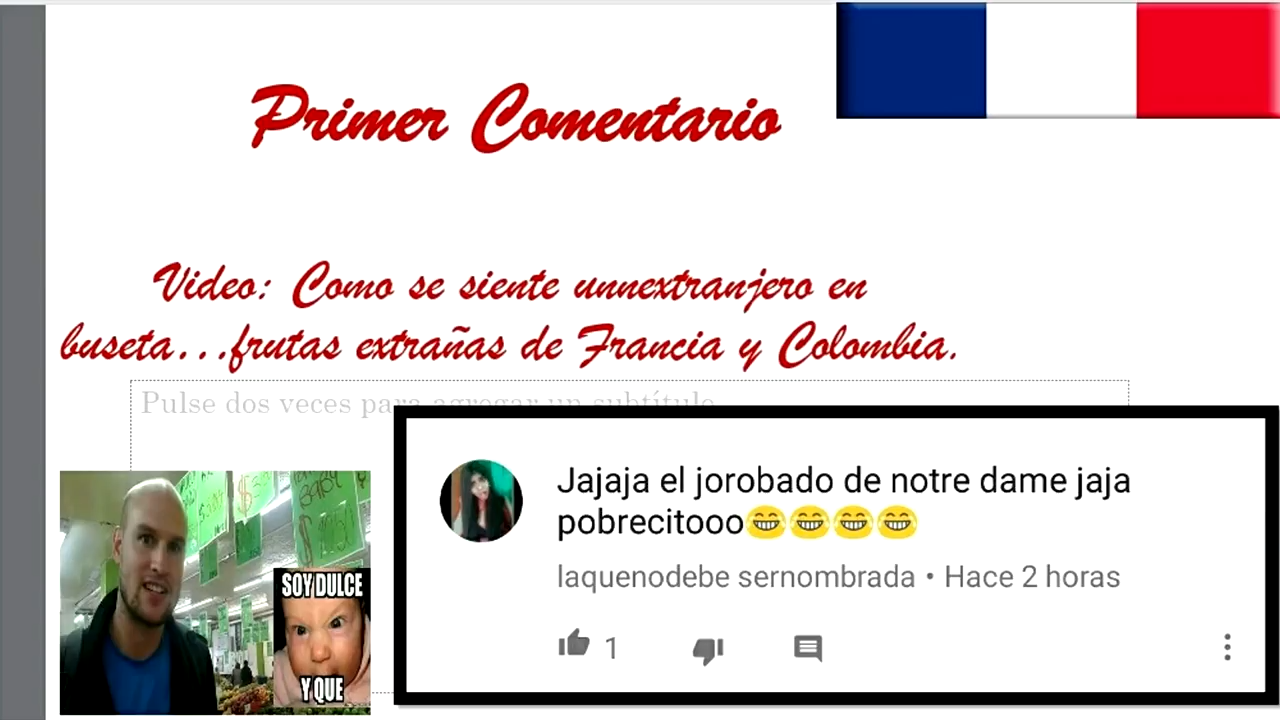 Primer Comentario
Video: Como se siente unnextranjero en
buseta...frutas extrañas de Francia y Colombia.
Pulse dos veces para agregar un subtítulo
Jajaja el jorobado de notre dame jaja
pobrecitooo😂😂😂😂
laquenodebe sernombrada • Hace 2 horas
1
BABY
SOY DULCE
Y QUE